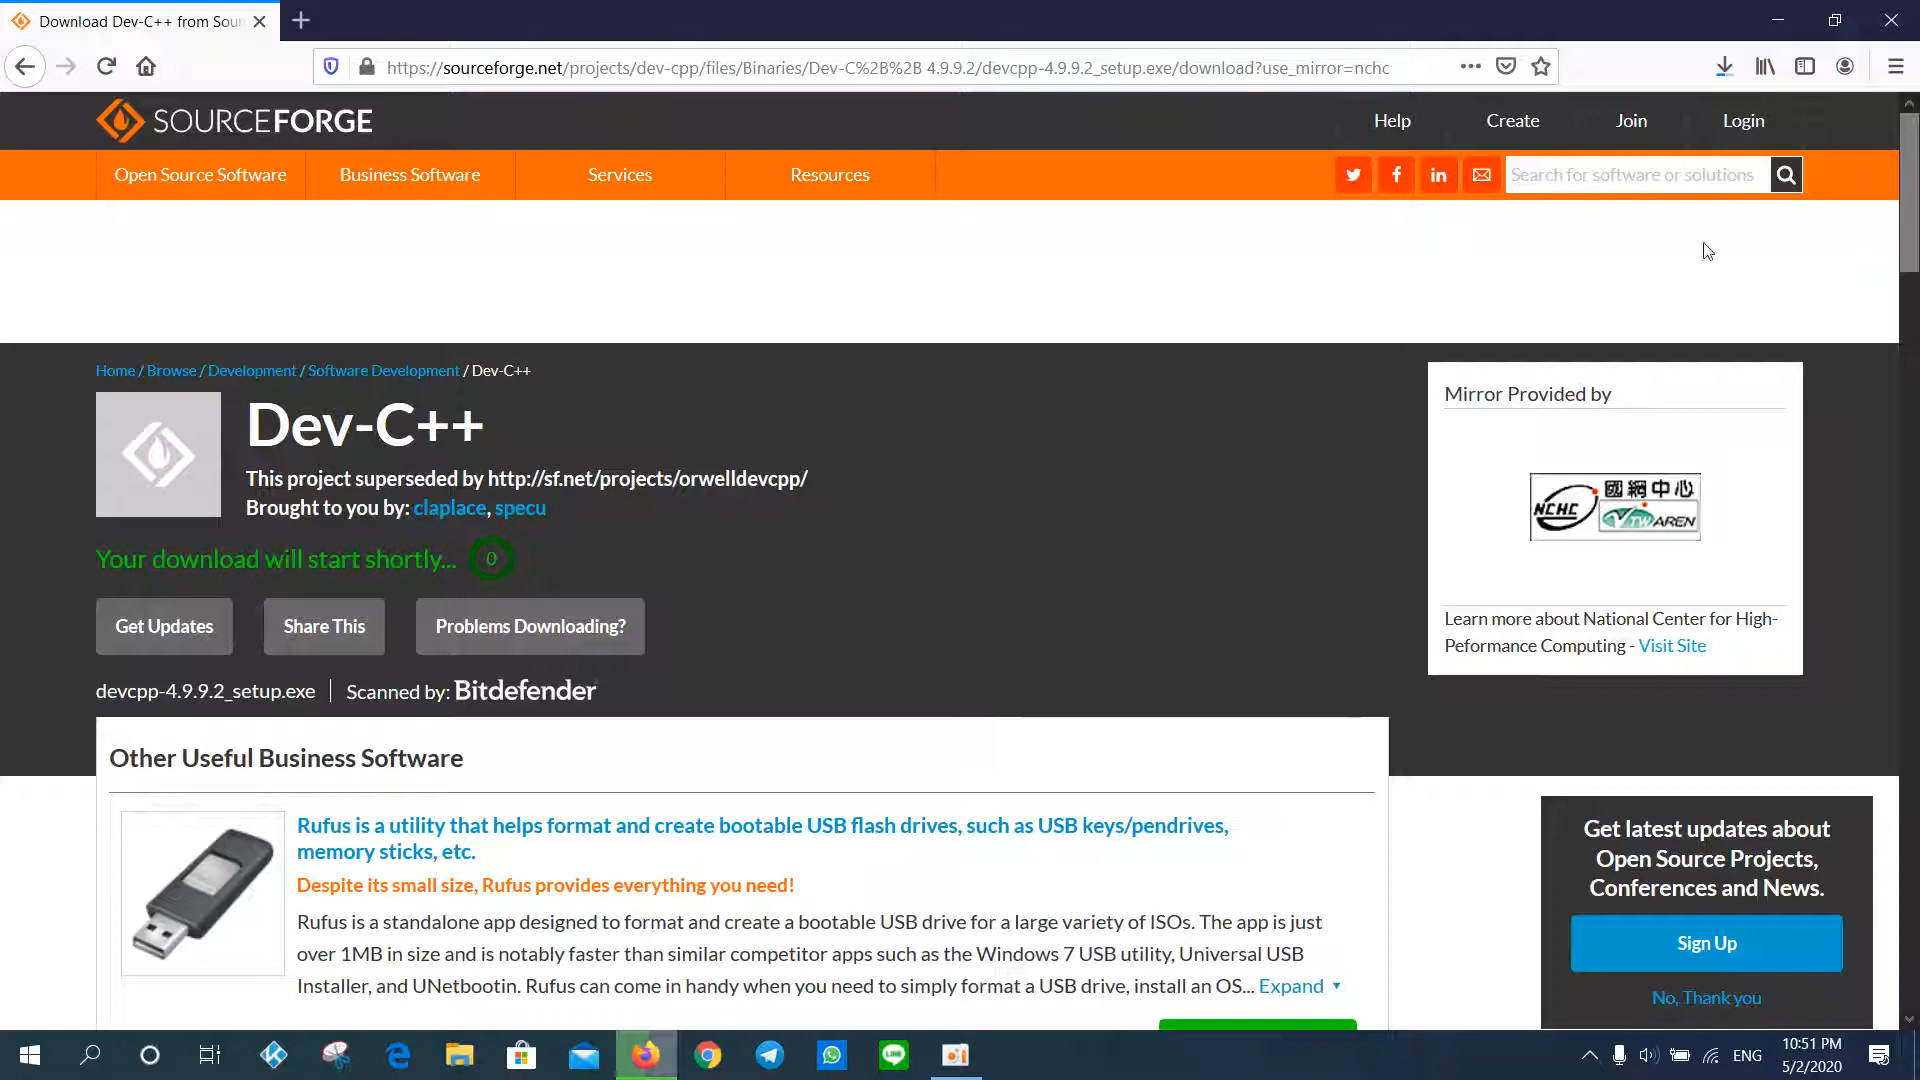 Download Dev-C++ from Sour
https://sourceforge.net/projects/dev-cpp/files/Binaries/Dev-C%2B%2B 4.9.9.2/devcpp-4.9.9.2_setup.exe/download?use_mirror=nchc
SOURCEFORGE
Help Create Join Login
Open Source Software Business Software Services Resources
Search for software or solutions
Home / Browse / Development / Software Development / Dev-C++
Dev-C++
This project superseded by http://sf.net/projects/orwelldevcpp/
Brought to you by: claplace, specu
Your download will start shortly... 0
Get Updates Share This Problems Downloading?
devcpp-4.9.9.2_setup.exe Scanned by: Bitdefender
Mirror Provided by
NCHC 國網中心
TWAREN
Learn more about National Center for High-
Peformance Computing - Visit Site
Other Useful Business Software
Rufus is a utility that helps format and create bootable USB flash drives, such as USB keys/pendrives,
memory sticks, etc.
Despite its small size, Rufus provides everything you need!
Rufus is a standalone app designed to format and create a bootable USB drive for a large variety of ISOs. The app is just
over 1MB in size and is notably faster than similar competitor apps such as the Windows 7 USB utility, Universal USB
Installer, and UNetbootin. Rufus can come in handy when you need to simply format a USB drive, install an OS... Expand
Get latest updates about
Open Source Projects,
Conferences and News.
Sign Up
No, Thank you
LINE
ENG
10:51 PM
5/2/2020